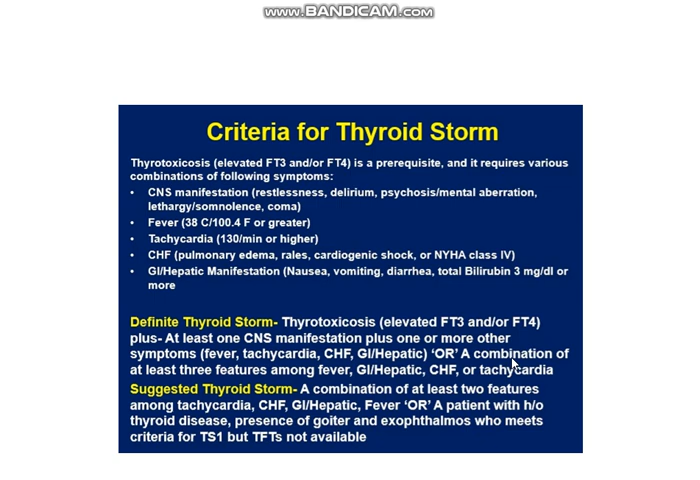 www.BANDICAM.com
Criteria for Thyroid Storm
Thyrotoxicosis (elevated FT3 and/or FT4) is a prerequisite, and it requires various
combinations of following symptoms:
• CNS manifestation (restlessness, delirium, psychosis/mental aberration,
lethargy/somnolence, coma)
• Fever (38 C/100.4 F or greater)
• Tachycardia (130/min or higher)
• CHF (pulmonary edema, rales, cardiogenic shock, or NYHA class IV)
• GI/Hepatic Manifestation (Nausea, vomiting, diarrhea, total Bilirubin 3 mg/dl or
more
Definite Thyroid Storm- Thyrotoxicosis (elevated FT3 and/or FT4)
plus- At least one CNS manifestation plus one or more other
symptoms (fever, tachycardia, CHF, GI/Hepatic) ‘OR’ A combination of
at least three features among fever, GI/Hepatic, CHF, or tachycardia
Suggested Thyroid Storm- A combination of at least two features
among tachycardia, CHF, GI/Hepatic, Fever ‘OR’ A patient with h/o
thyroid disease, presence of goiter and exophthalmos who meets
criteria for TS1 but TFTs not available